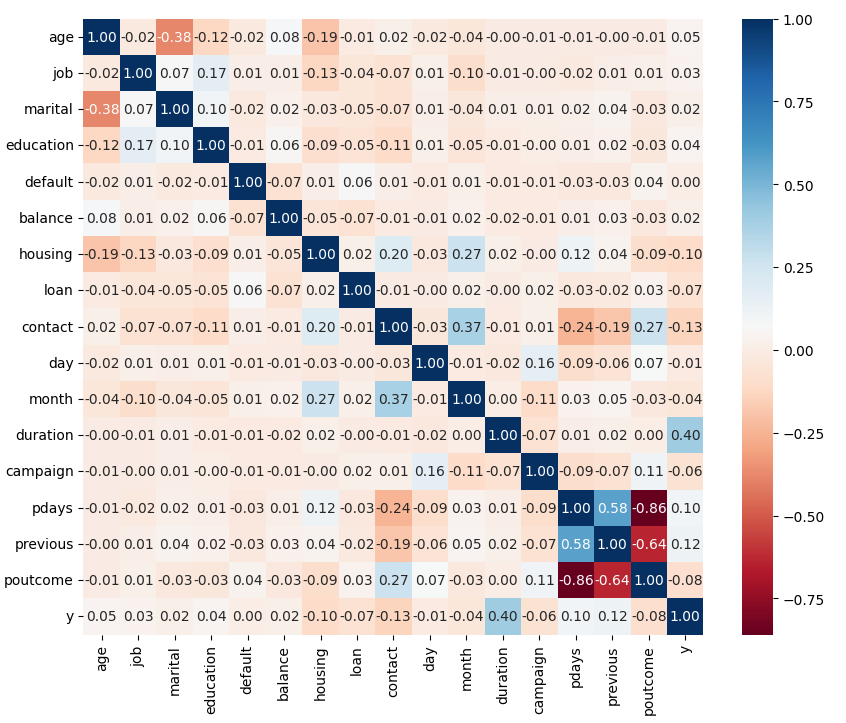 age 1.00 -0.02 -0.38 -0.12 -0.02 0.08 -0.19 -0.01 0.02 -0.02 -0.04 -0.00 -0.01 -0.01 -0.00 -0.01 0.05
job -0.02 1.00 0.07 0.17 0.01 0.01 -0.13 -0.04 -0.07 0.01 -0.10 -0.01 -0.00 -0.02 0.01 0.01 0.03
marital -0.38 0.07 1.00 0.10 -0.02 0.02 -0.03 -0.05 -0.07 0.01 -0.04 0.01 0.01 0.02 0.04 -0.03 0.02
education -0.12 0.17 0.10 1.00 -0.01 0.06 -0.09 -0.05 -0.11 0.01 -0.05 -0.01 -0.00 0.01 0.02 -0.03 0.04
default -0.02 0.01 -0.02 -0.01 1.00 -0.07 0.01 0.06 0.01 -0.01 0.01 -0.01 -0.01 -0.03 -0.03 0.04 0.00
balance 0.08 0.01 0.02 0.06 -0.07 1.00 -0.05 -0.07 -0.01 -0.01 0.02 -0.02 -0.01 0.01 0.03 -0.03 0.02
housing -0.19 -0.13 -0.03 -0.09 0.01 -0.05 1.00 0.02 0.20 -0.03 0.27 0.02 -0.00 0.12 0.04 -0.09 -0.10
loan -0.01 -0.04 -0.05 -0.05 0.06 -0.07 0.02 1.00 -0.01 -0.00 0.02 -0.00 0.02 -0.03 -0.02 0.03 -0.07
contact 0.02 -0.07 -0.07 -0.11 0.01 -0.01 0.20 -0.01 1.00 -0.03 0.37 -0.01 0.01 -0.24 -0.19 0.27 -0.13
day -0.02 0.01 0.01 0.01 -0.01 -0.01 -0.03 -0.00 -0.03 1.00 -0.01 -0.02 0.16 -0.09 -0.06 0.07 -0.01
month -0.04 -0.10 -0.04 -0.05 0.01 0.02 0.27 0.02 0.37 -0.01 1.00 0.00 -0.11 0.03 0.05 -0.03 -0.04
duration -0.00 -0.01 0.01 -0.01 -0.01 -0.02 0.02 -0.00 -0.01 -0.02 0.00 1.00 -0.07 0.01 0.02 0.00 0.40
campaign -0.01 -0.00 0.01 -0.00 -0.01 -0.01 -0.00 0.02 0.01 0.16 -0.11 -0.07 1.00 -0.09 -0.07 0.11 -0.06
pdays -0.01 -0.02 0.02 0.01 -0.03 0.01 0.12 -0.03 -0.24 -0.09 0.03 0.01 -0.09 1.00 0.58 -0.86 0.10
previous -0.00 0.01 0.04 0.02 -0.03 0.03 0.04 -0.02 -0.19 -0.06 0.05 0.02 -0.07 0.58 1.00 -0.64 0.12
poutcome -0.01 0.01 -0.03 -0.03 0.04 -0.03 -0.09 0.03 0.27 0.07 -0.03 0.00 0.11 -0.86 -0.64 1.00 -0.08
y 0.05 0.03 0.02 0.04 0.00 0.02 -0.10 -0.07 -0.13 -0.01 -0.04 0.40 -0.06 0.10 0.12 -0.08 1.00
age job marital education default balance housing loan contact day month duration campaign pdays previous poutcome y
1.00
0.75
0.50
0.25
0.00
−0.25
−0.50
−0.75